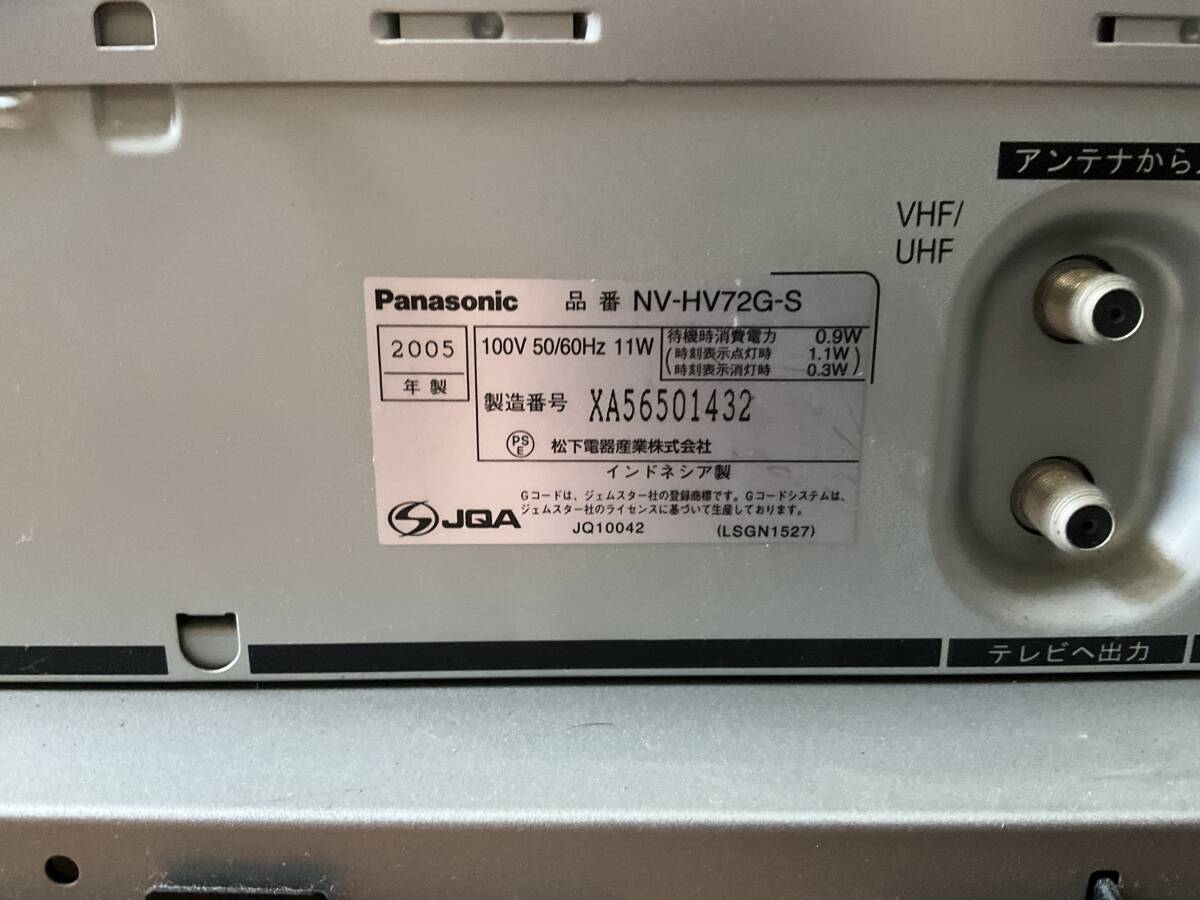 アンテナから
VHF/
UHF
Panasonic 品番 NV-HV72G-S
2005
年製
100V 50/60Hz 11W
待機時消費電力 0.9W
(時刻表示点灯時 1.1W
時刻表示消灯時 0.3W)
製造番号 XA56501432
PS
E
松下電器産業株式会社
インドネシア製
Gコードは、ジェムスター社の登録商標です。Gコードシステムは、
ジェムスター社のライセンスに基づいて生産しております。
JQA
JQ10042 (LSGN1527)
テレビへ出力